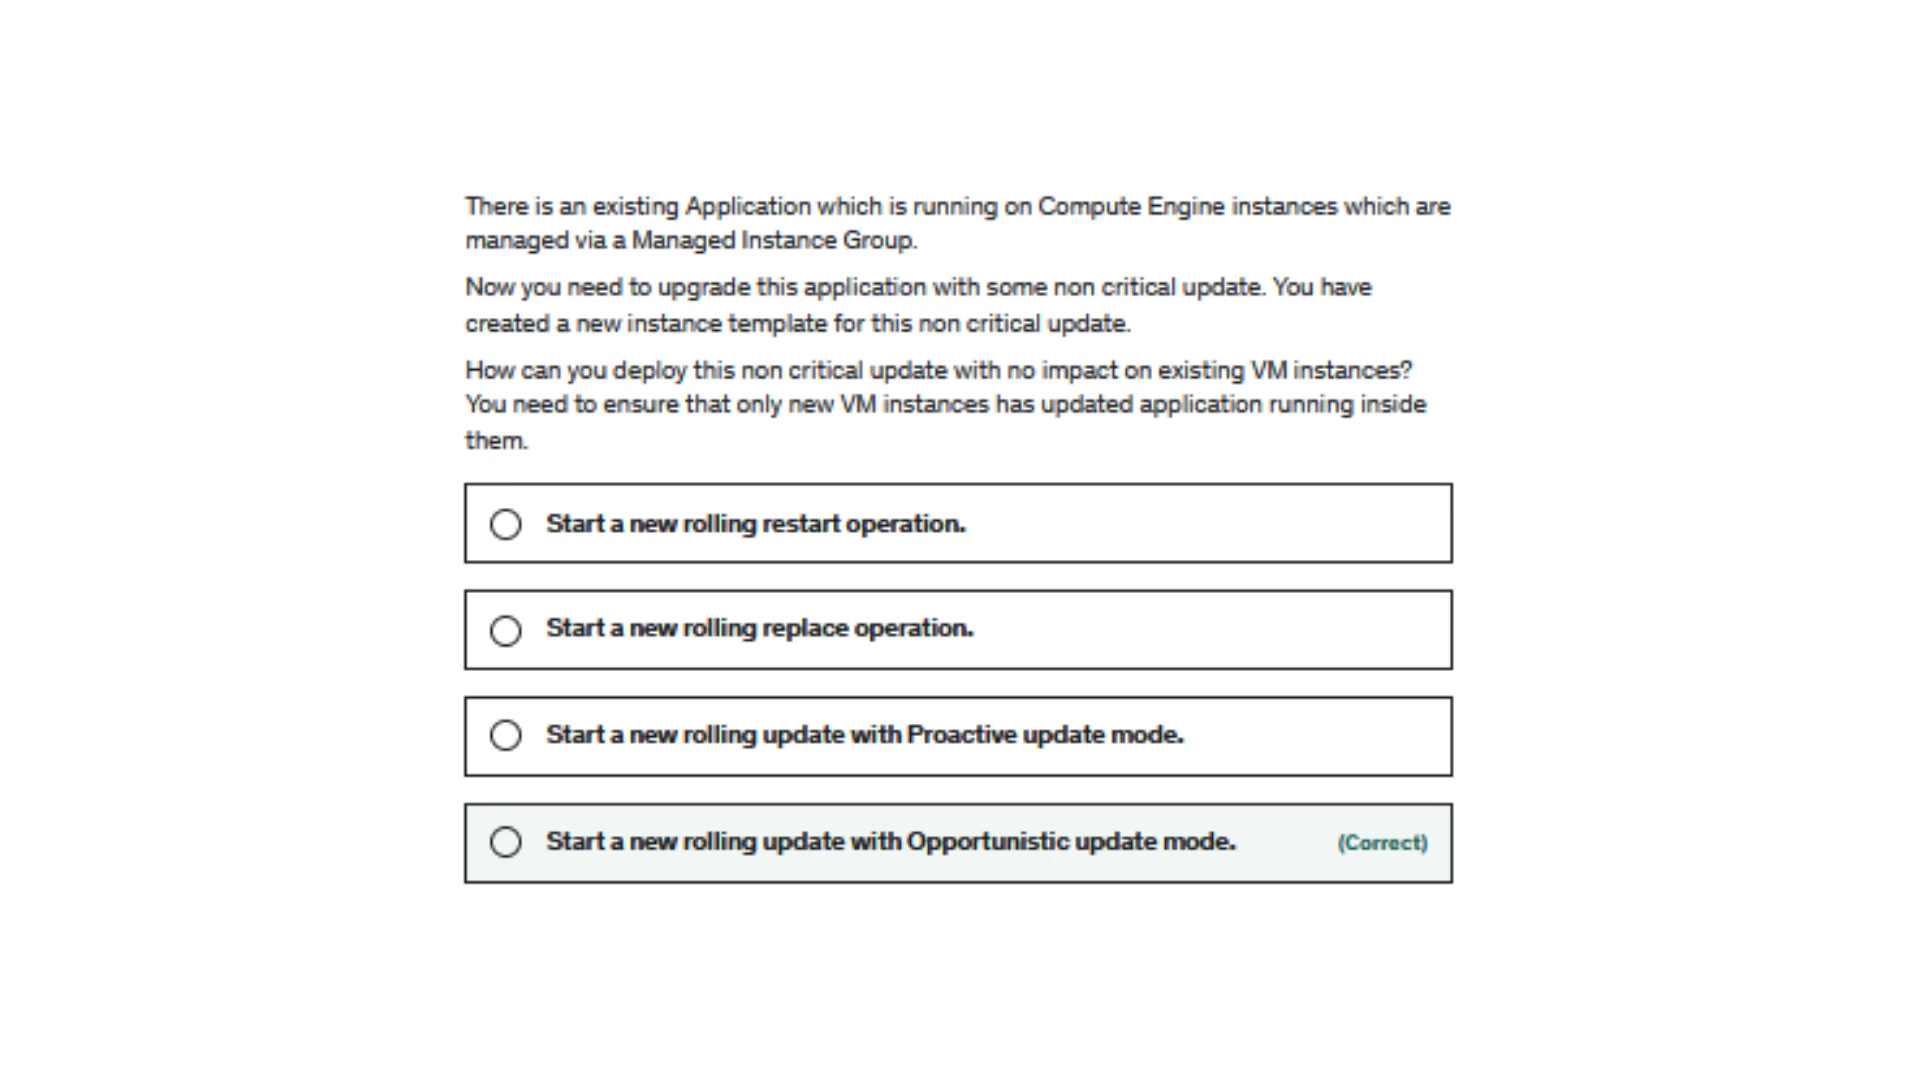 There is an existing Application which is running on Compute Engine instances which are
managed via a Managed Instance Group.
Now you need to upgrade this application with some non critical update. You have
created a new instance template for this non critical update.
How can you deploy this non critical update with no impact on existing VM instances?
You need to ensure that only new VM instances has updated application running inside
them.
Start a new rolling restart operation.
Start a new rolling replace operation.
Start a new rolling update with Proactive update mode.
Start a new rolling update with Opportunistic update mode. (Correct)